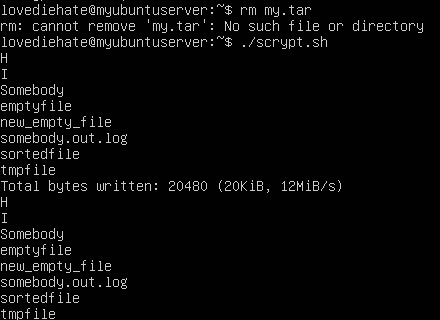 lovediehate@myubuntuserver:~$ rm my.tar
rm: cannot remove 'my.tar': No such file or directory
lovediehate@myubuntuserver:~$ ./scrypt.sh
H
I
Somebody
emptyfile
new_empty_file
somebody.out.log
sortedfile
tmpfile
Total bytes written: 20480 (20KiB, 12MiB/s)
H
I
Somebody
emptyfile
new_empty_file
somebody.out.log
sortedfile
tmpfile